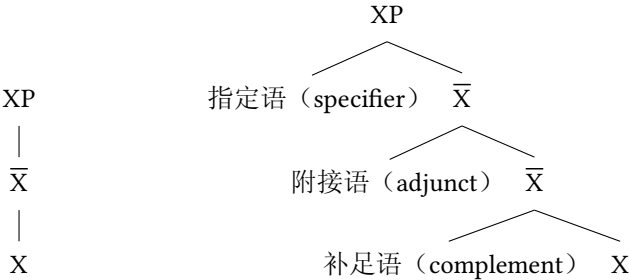 XP
指定语（specifier） X̅
XP
附接语（adjunct） X̅
X̅
补足语（complement） X
X